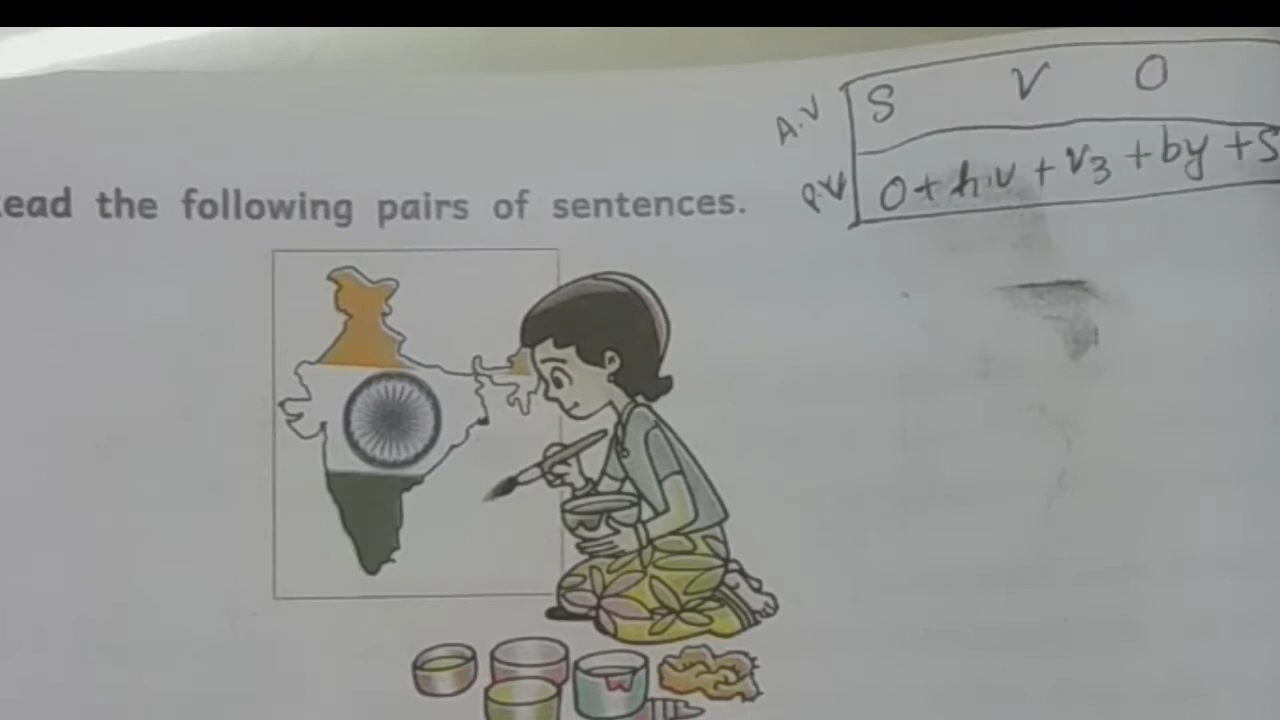 A.V S V O
P.V O + h.v + V3 + by + S
ead the following pairs of sentences.